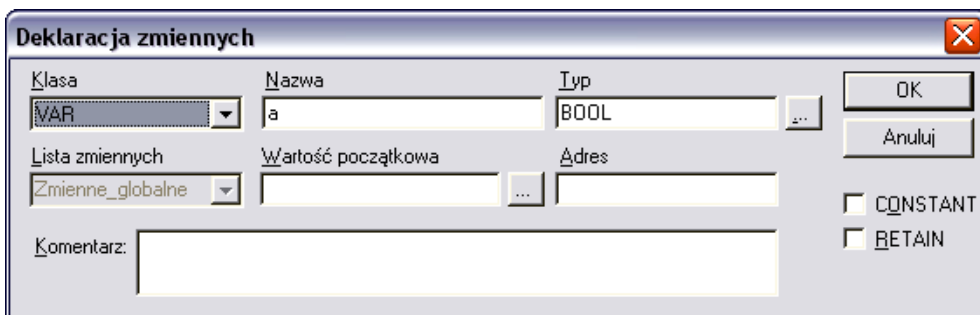 Deklaracja zmiennych
Klasa Nazwa Typ
VAR a BOOL ... OK
Anuluj
Lista zmiennych Wartość początkowa Adres
Zmienne_globalne ...
CONSTANT
Komentarz: RETAIN